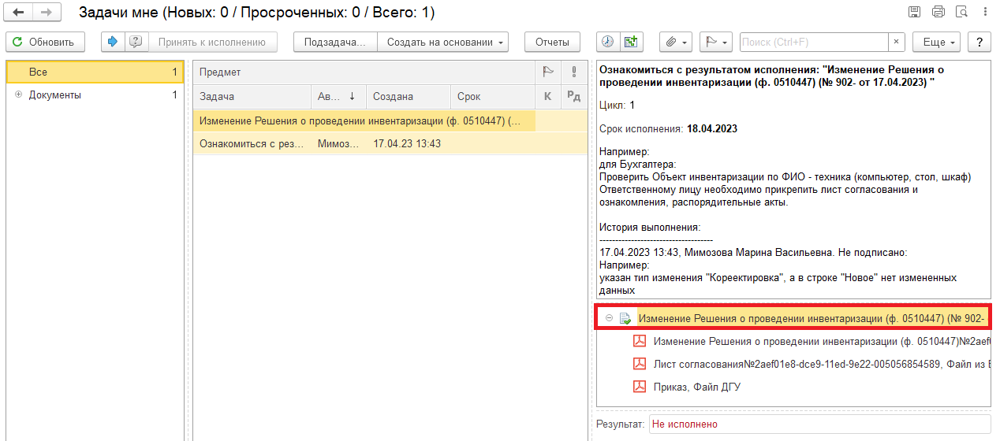 Задачи мне (Новых: 0 / Просроченных: 0 / Всего: 1)
Обновить
Принять к исполнению
Подзадача...
Создать на основании
Отчеты
Поиск (Ctrl+F)
×
Еще
?
Все 1
Документы 1
Предмет
Задача Ав... ↓ Создана Срок К Рд
Изменение Решения о проведении инвентаризации (ф. 0510447) (...
Ознакомиться с рез... Мимоз... 17.04.23 13:43
Ознакомиться с результатом исполнения: "Изменение Решения о
проведении инвентаризации (ф. 0510447) (№ 902- от 17.04.2023) "
Цикл: 1
Срок исполнения: 18.04.2023
Например:
для Бухгалтера:
Проверить Объект инвентаризации по ФИО - техника (компьютер, стол, шкаф)
Ответственному лицу необходимо прикрепить лист согласования и
ознакомления, распорядительные акты.
История выполнения:
------------------------------------
17.04.2023 13:43, Мимозова Марина Васильевна. Не подписано:
Например:
указан тип изменения "Кореектировка", а в строке "Новое" нет измененных
данных
Изменение Решения о проведении инвентаризации (ф. 0510447) (№ 902-
Изменение Решения о проведении инвентаризации (ф. 0510447)№2aef0
Лист согласования№2aef01e8-dce9-11ed-9e22-005056854589, Файл из
Приказ, Файл ДГУ
Результат: Не исполнено